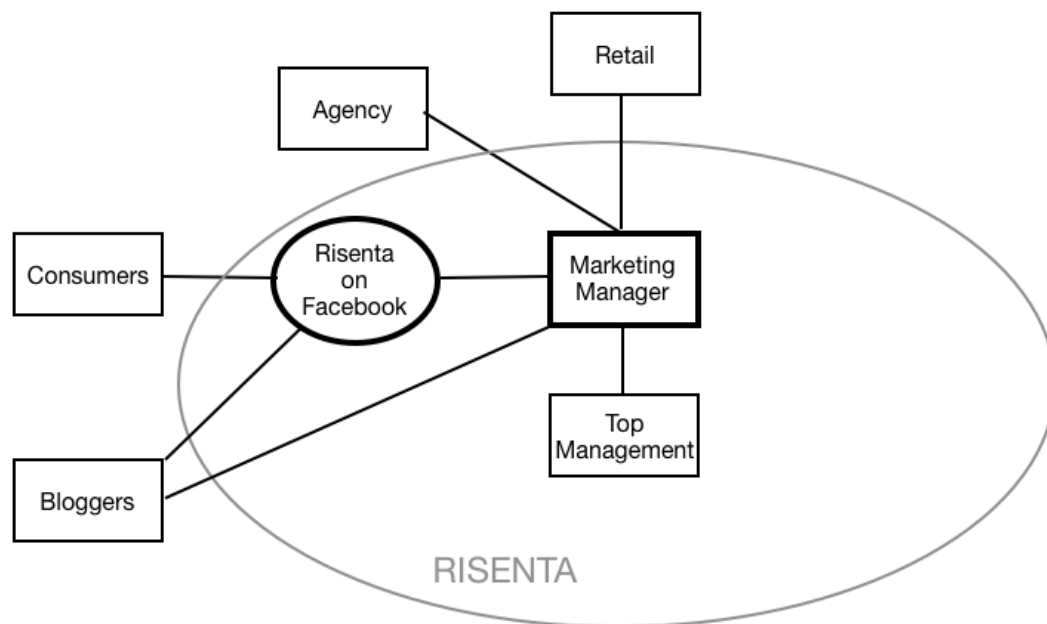 Retail
Agency
Risenta
on
Facebook
Consumers
Marketing
Manager
Top
Management
Bloggers
RISENTA